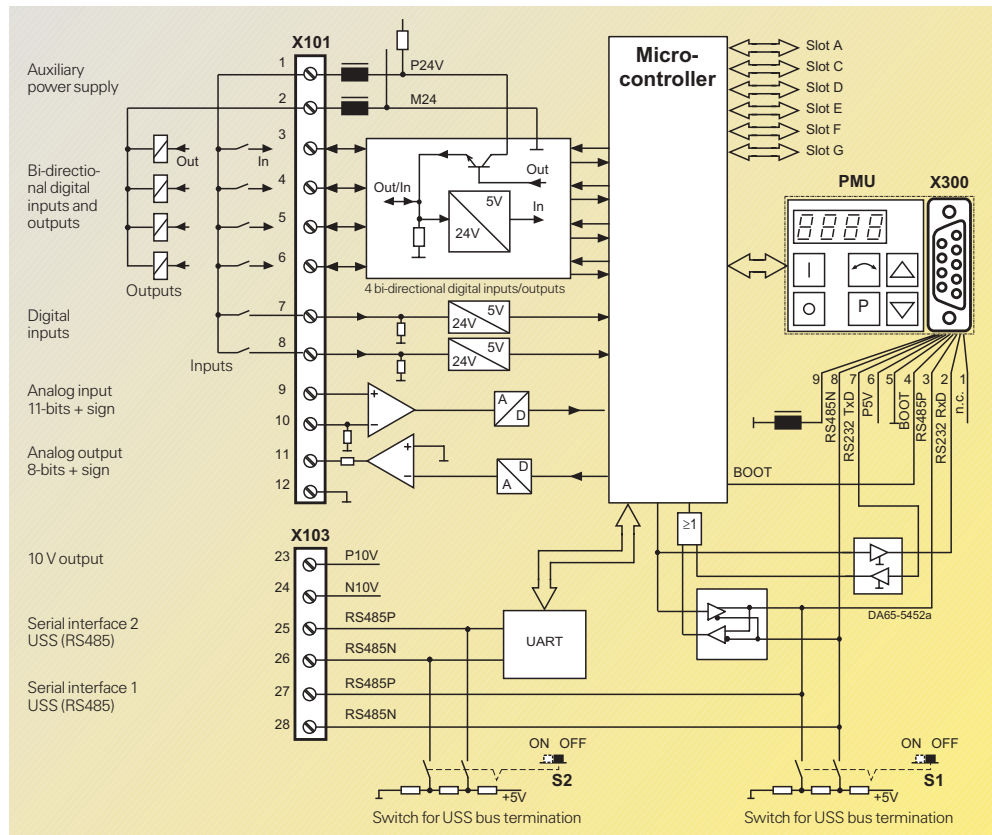 X101
Auxiliary
power supply
1
P24V
2
M24
Bi-directio-
nal digital
inputs and
outputs
3
4
5
6
Out
In
Outputs
Out/In
Out
In
5V
24V
4 bi-directional digital inputs/outputs
Digital
inputs
7
8
Inputs
5V
24V
5V
24V
Analog input
11-bits + sign
9
10
+
–
A
D
Analog output
8-bits + sign
11
12
+
–
D
A
Micro-
controller
Slot A
Slot C
Slot D
Slot E
Slot F
Slot G
PMU
X300
8888
I
O
P
9
8
7
6
5
4
3
2
1
RS485N
RS232 TxD
P5V
BOOT
RS485P
RS232 RxD
n.c.
BOOT
≥1
DA65-5452a
X103
10 V output
23
P10V
24
N10V
Serial interface 2
USS (RS485)
25
RS485P
26
RS485N
UART
Serial interface 1
USS (RS485)
27
RS485P
28
RS485N
ON OFF
S2
+5V
Switch for USS bus termination
ON OFF
S1
+5V
Switch for USS bus termination